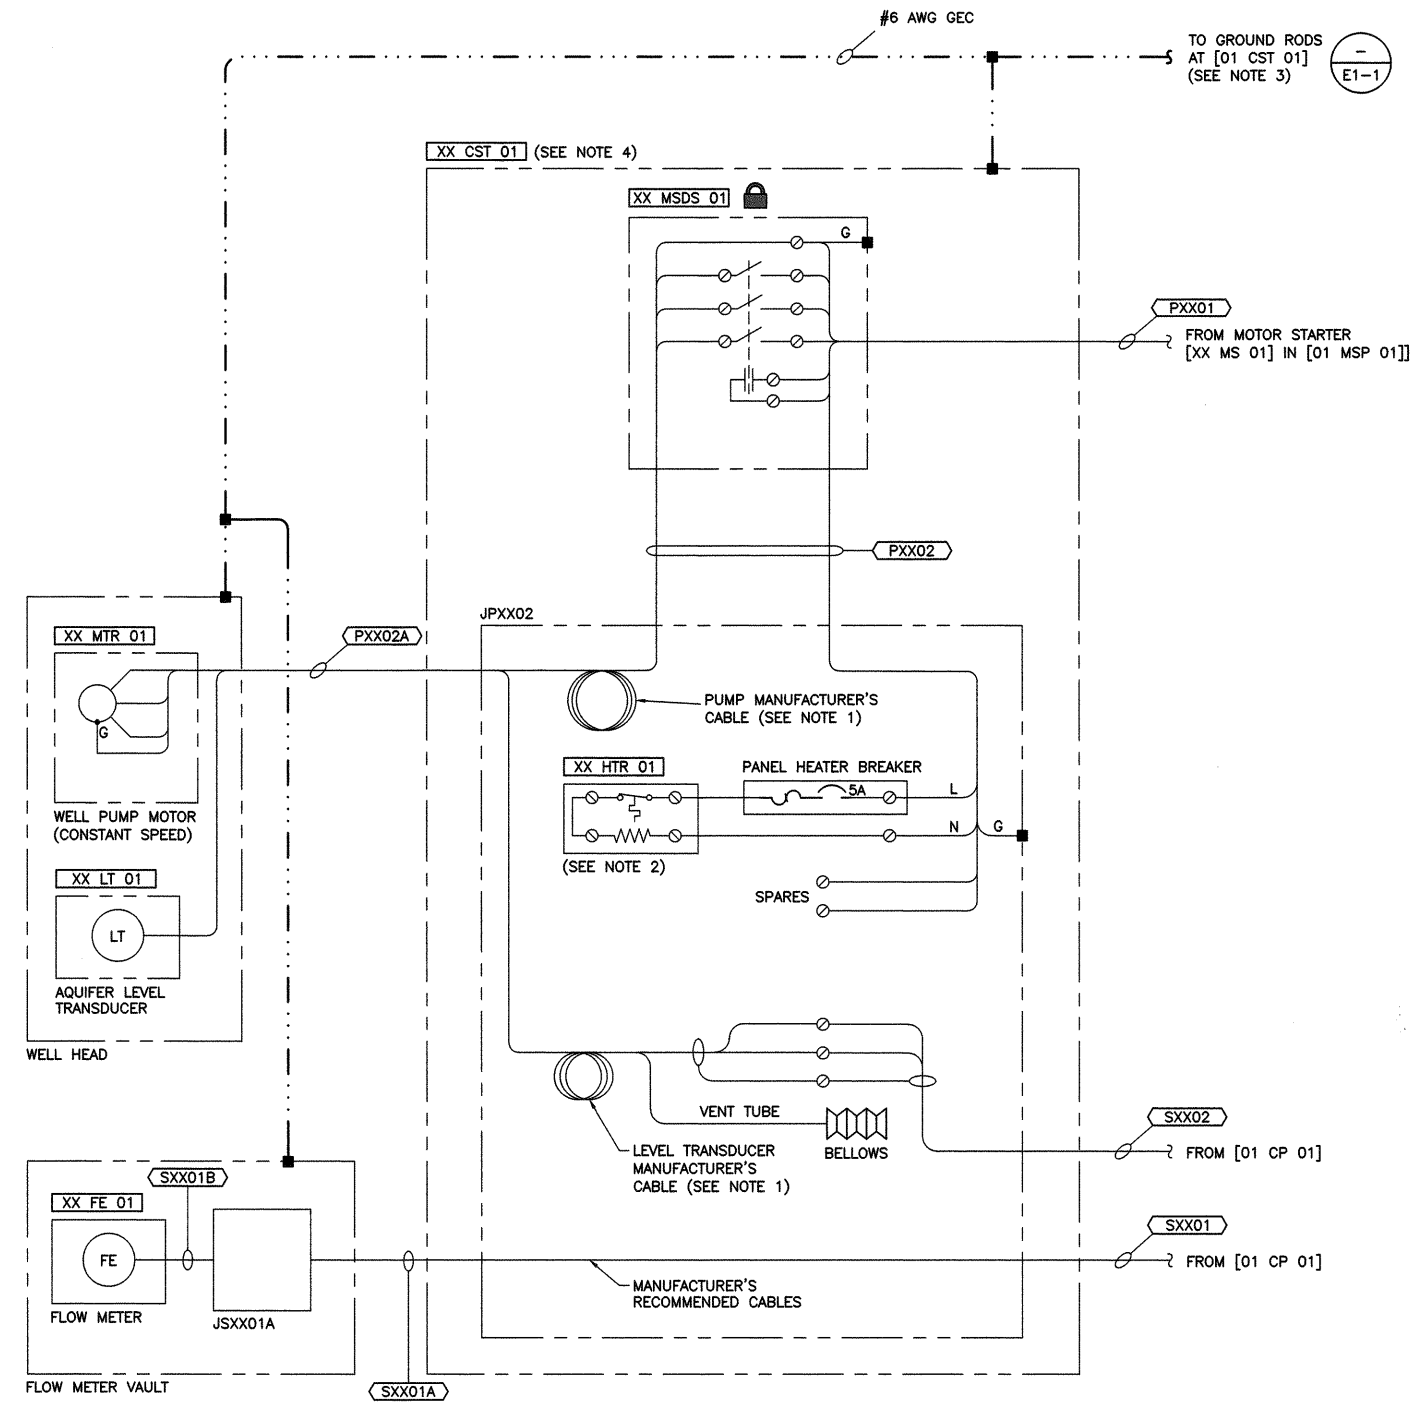 #6 AWG GEC
TO GROUND RODS
AT [01 CST 01]
(SEE NOTE 3)
–
E1-1
XX CST 01 (SEE NOTE 4)
XX MSDS 01
G
PXX01
FROM MOTOR STARTER
[XX MS 01] IN [01 MSP 01]]
PXX02
JPXX02
XX MTR 01
PXX02A
G
PUMP MANUFACTURER'S
CABLE (SEE NOTE 1)
WELL PUMP MOTOR
(CONSTANT SPEED)
XX HTR 01
PANEL HEATER BREAKER
5A
L
N
G
(SEE NOTE 2)
SPARES
XX LT 01
LT
AQUIFER LEVEL
TRANSDUCER
WELL HEAD
VENT TUBE
BELLOWS
LEVEL TRANSDUCER
MANUFACTURER'S
CABLE (SEE NOTE 1)
SXX02
FROM [01 CP 01]
SXX01B
XX FE 01
FE
FLOW METER
JSXX01A
SXX01
FROM [01 CP 01]
MANUFACTURER'S
RECOMMENDED CABLES
FLOW METER VAULT
SXX01A